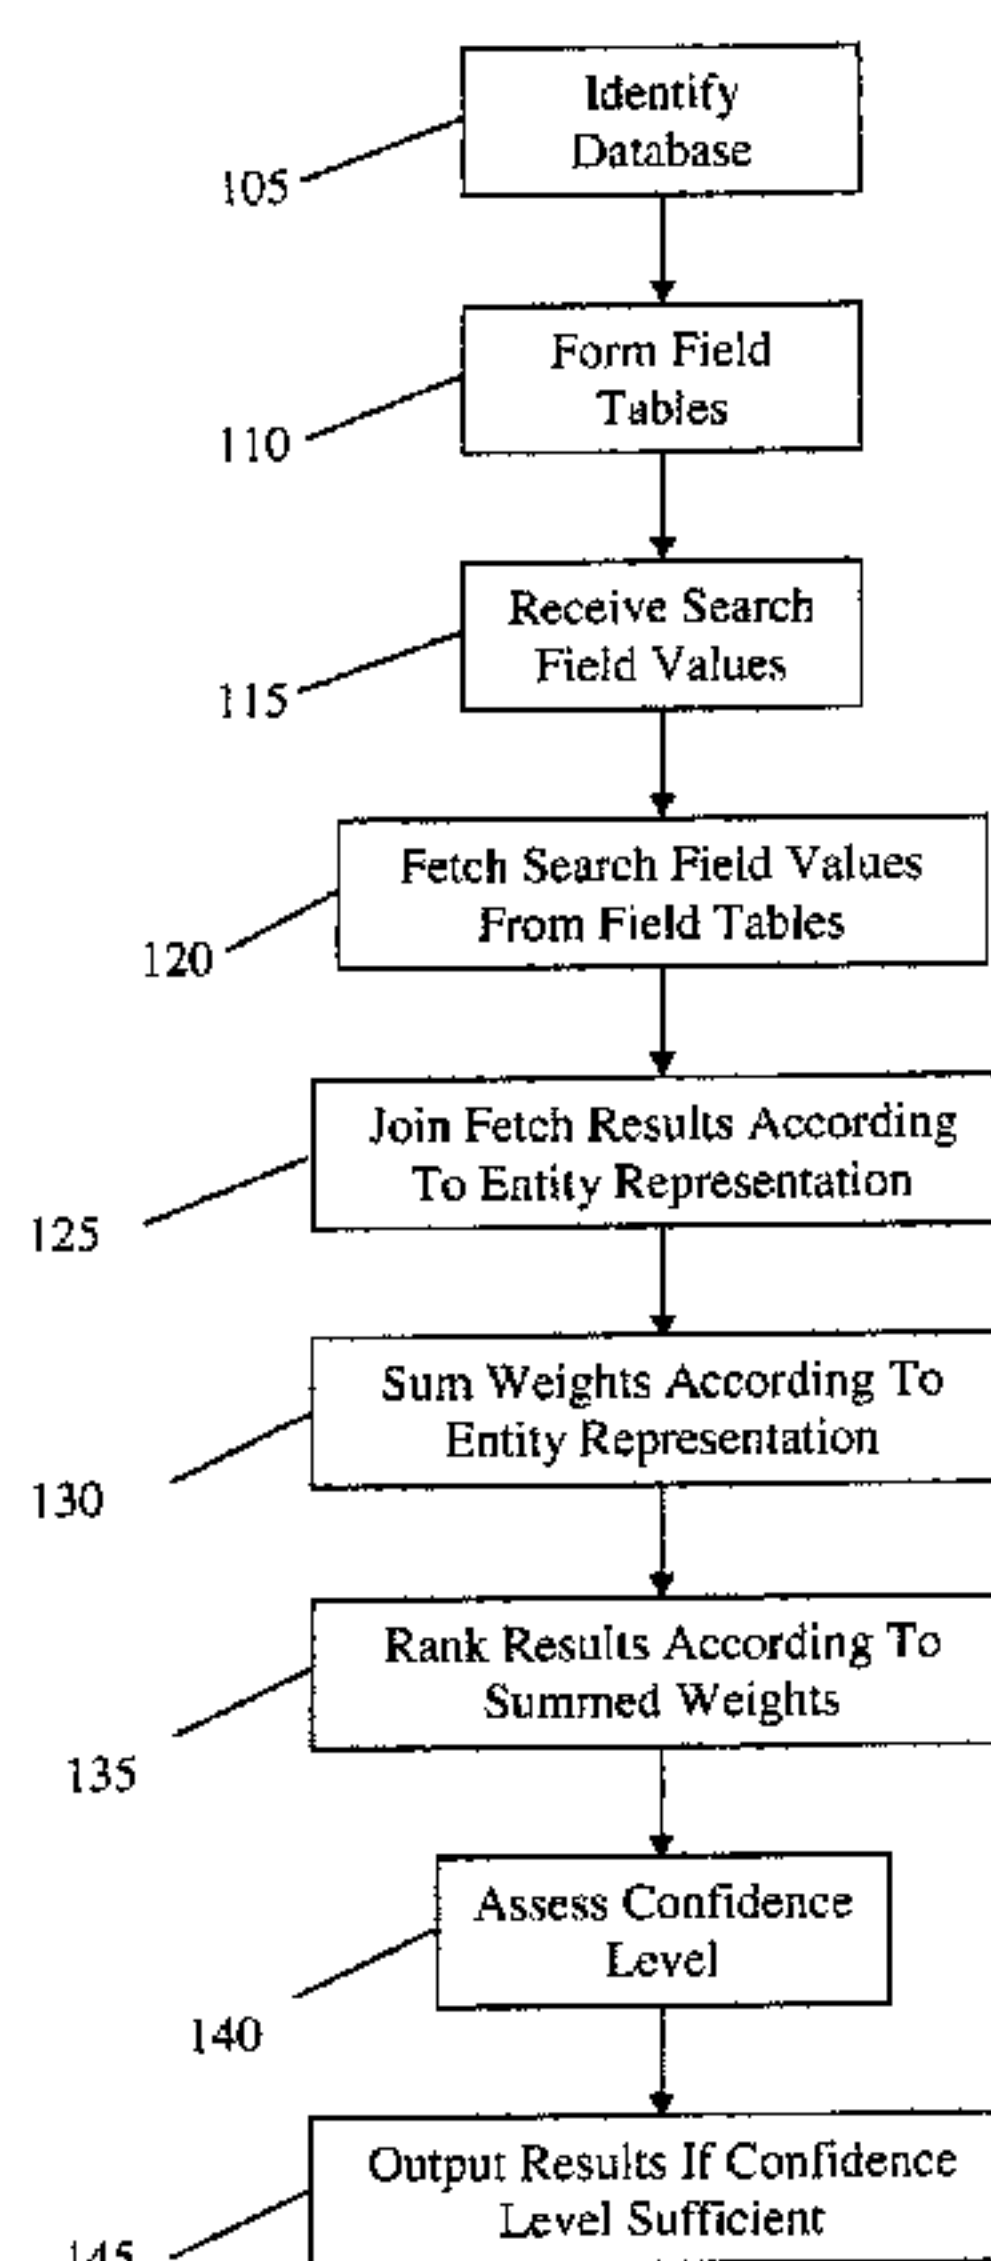 Identify
Database
105
Form Field
Tables
110
Receive Search
Field Values
115
Fetch Search Field Values
From Field Tables
120
Join Fetch Results According
To Entity Representation
125
Sum Weights According To
Entity Representation
130
Rank Results According To
Summed Weights
135
Assess Confidence
Level
140
Output Results If Confidence
Level Sufficient
145